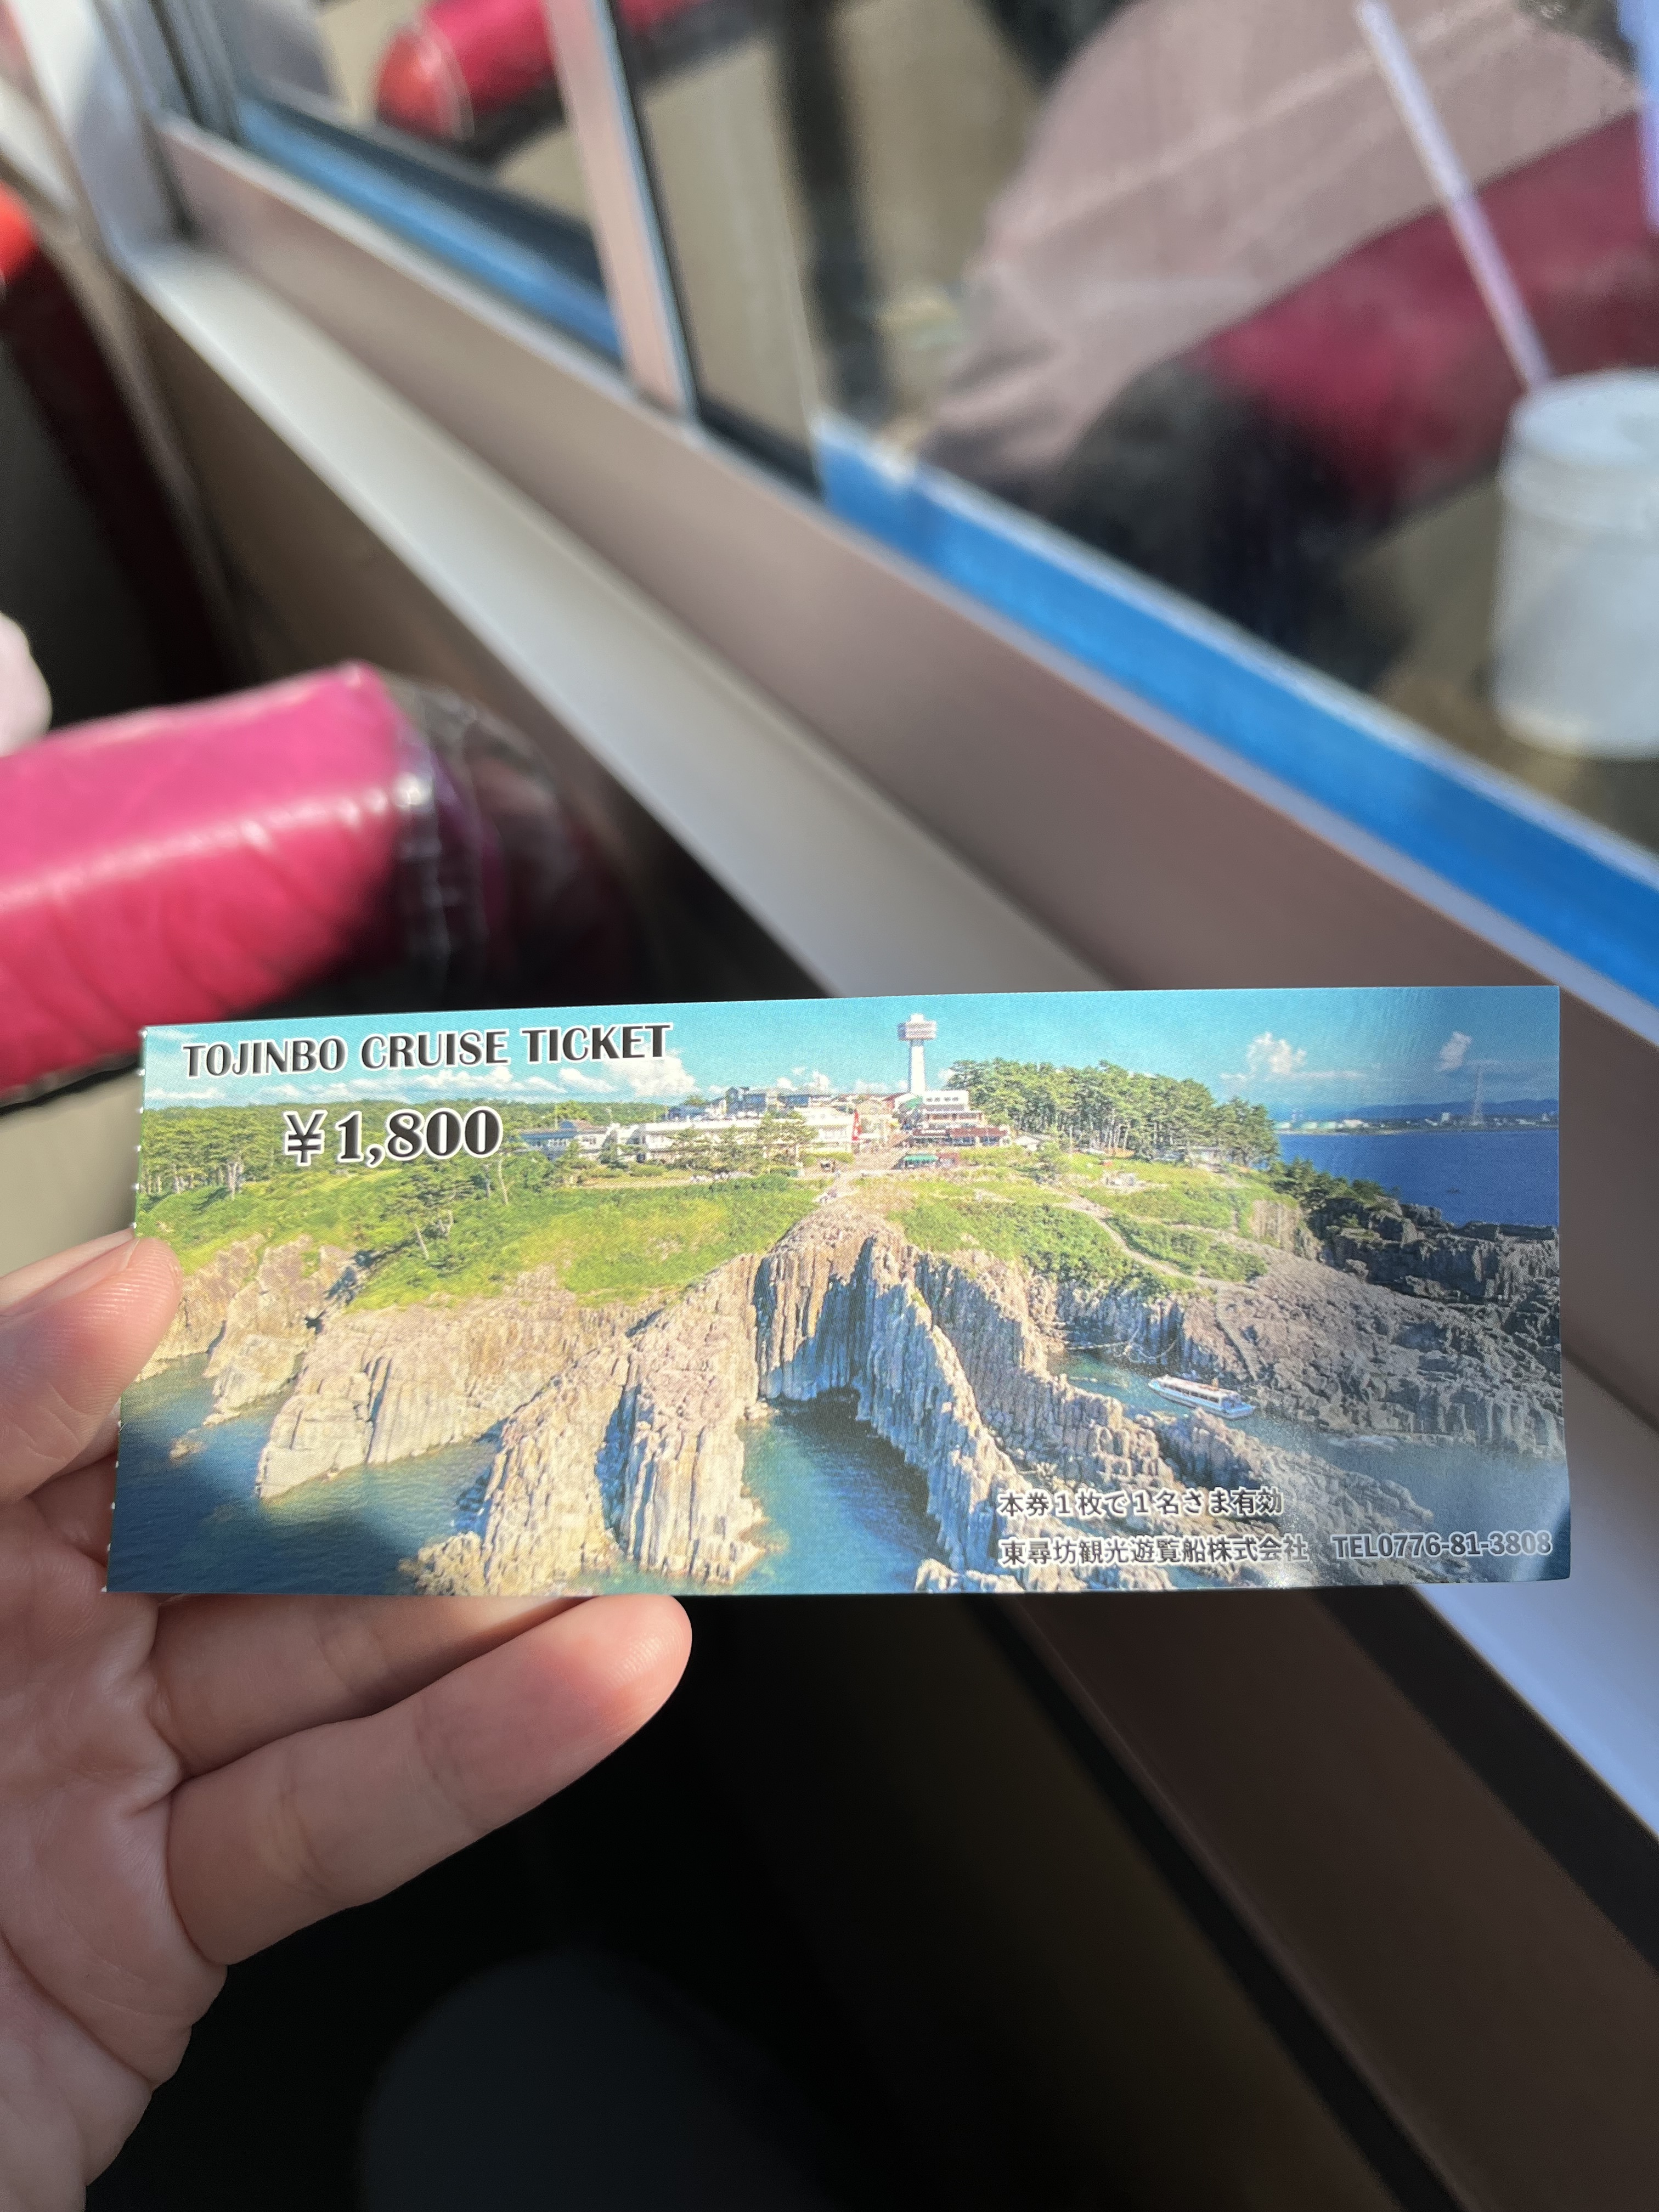 TOJINBO CRUISE TICKET
¥1,800
本券1枚で1名さま有効
東尋坊観光遊覧船株式会社 TEL0776-81-3808